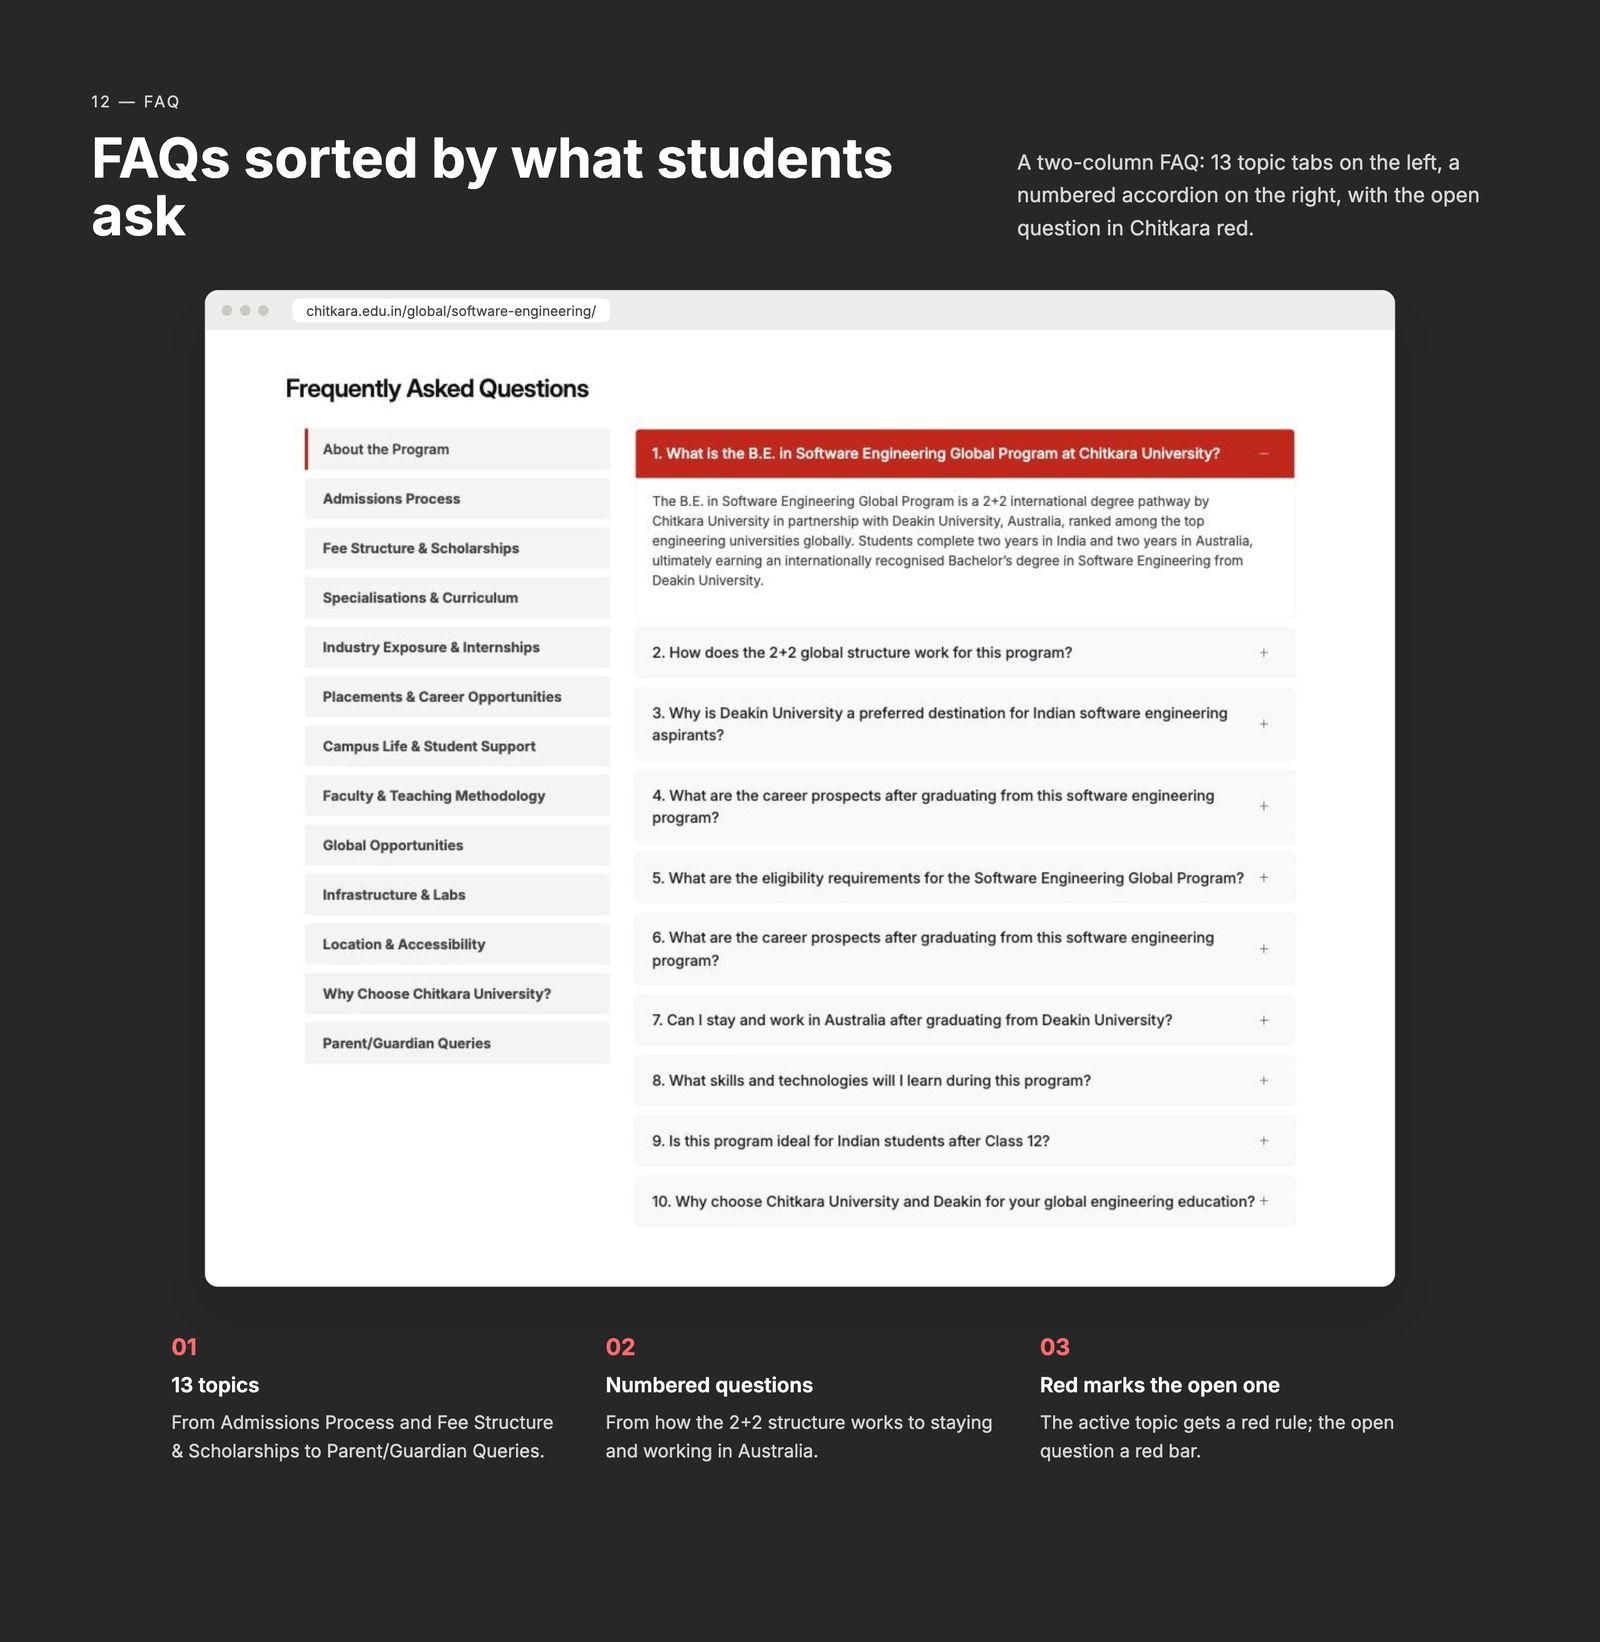 12 — FAQ
FAQs sorted by what students
ask
A two-column FAQ: 13 topic tabs on the left, a
numbered accordion on the right, with the open
question in Chitkara red.
chitkara.edu.in/global/software-engineering/
Frequently Asked Questions
About the Program
Admissions Process
Fee Structure & Scholarships
Specialisations & Curriculum
Industry Exposure & Internships
Placements & Career Opportunities
Campus Life & Student Support
Faculty & Teaching Methodology
Global Opportunities
Infrastructure & Labs
Location & Accessibility
Why Choose Chitkara University?
Parent/Guardian Queries
1. What is the B.E. in Software Engineering Global Program at Chitkara University? −
The B.E. in Software Engineering Global Program is a 2+2 international degree pathway by
Chitkara University in partnership with Deakin University, Australia, ranked among the top
engineering universities globally. Students complete two years in India and two years in Australia,
ultimately earning an internationally recognised Bachelor's degree in Software Engineering from
Deakin University.
2. How does the 2+2 global structure work for this program? +
3. Why is Deakin University a preferred destination for Indian software engineering
aspirants? +
4. What are the career prospects after graduating from this software engineering
program? +
5. What are the eligibility requirements for the Software Engineering Global Program? +
6. What are the career prospects after graduating from this software engineering
program? +
7. Can I stay and work in Australia after graduating from Deakin University? +
8. What skills and technologies will I learn during this program? +
9. Is this program ideal for Indian students after Class 12? +
10. Why choose Chitkara University and Deakin for your global engineering education? +
01
13 topics
From Admissions Process and Fee Structure
& Scholarships to Parent/Guardian Queries.
02
Numbered questions
From how the 2+2 structure works to staying
and working in Australia.
03
Red marks the open one
The active topic gets a red rule; the open
question a red bar.